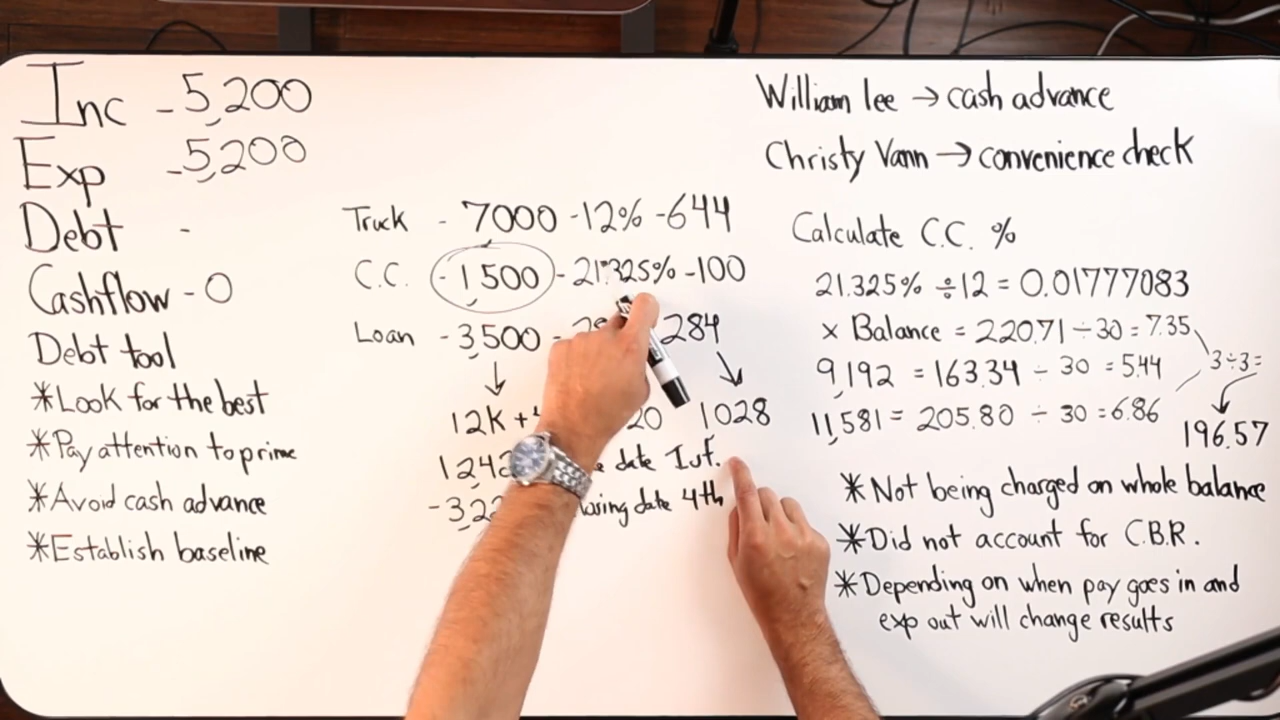 Inc - 5,200
Exp - 5,200
Debt -
Cashflow - 0
Debt tool
*Look for the best
*Pay attention to prime
*Avoid cash advance
*Establish baseline
Truck - 7000 - 12% - 644
C.C. - 1,500 - 21.325% - 100
Loan - 3,500 - 284
12K + 20 1028
1,242 date 1st.
-3,22 closing date 4th
William lee → cash advance
Christy Vann → convenience check
Calculate C.C. %
21.325% ÷ 12 = 0.01777083
× Balance = 220.71 ÷ 30 = 7.35
9,192 = 163.34 ÷ 30 = 5.44
3 ÷ 3 =
11,581 = 205.80 ÷ 30 = 6.86
196.57
*Not being charged on whole balance
*Did not account for C.B.R.
*Depending on when pay goes in and
exp out will change results